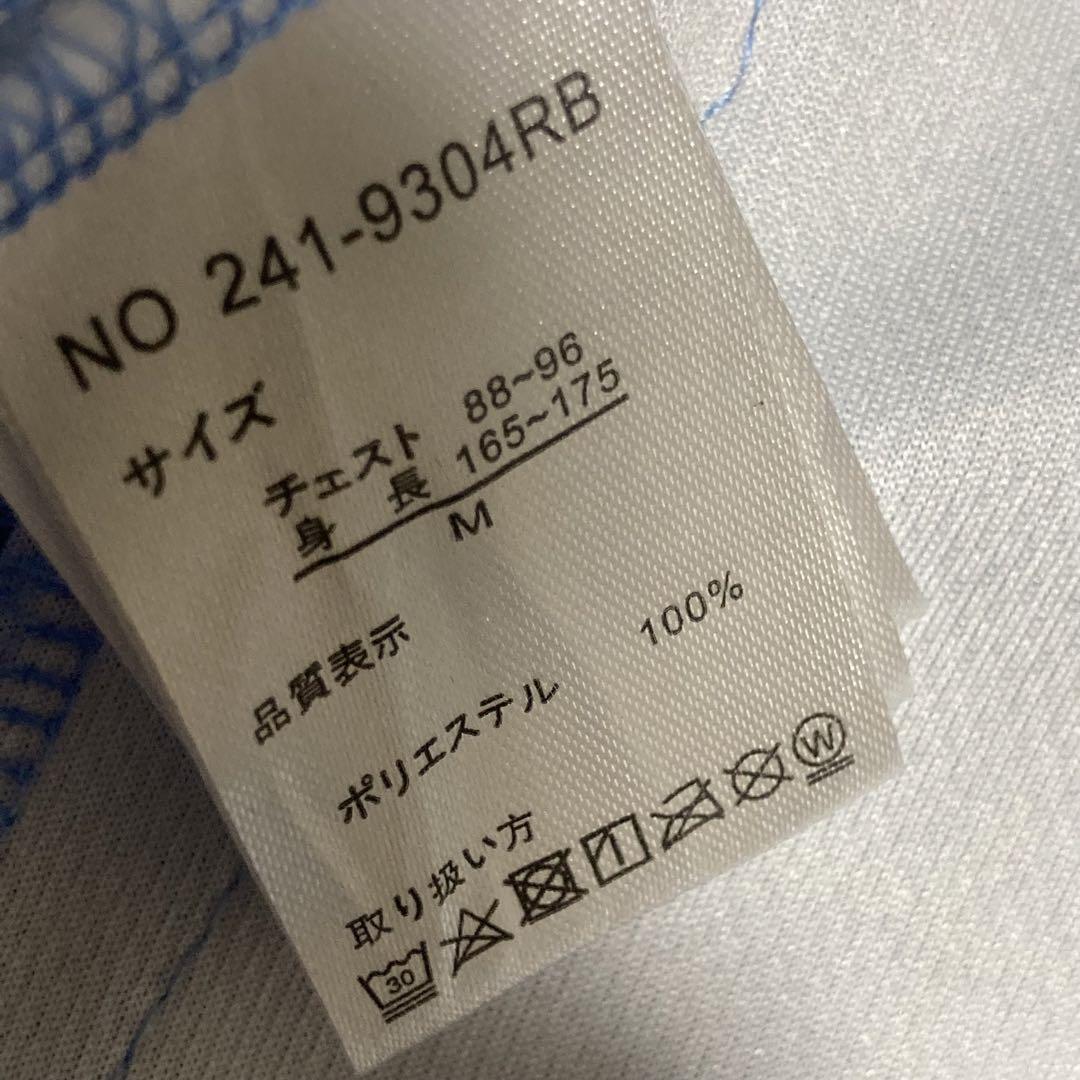 NO 241-9304RB
サイズ
チェスト 88~96
身 長 165~175
M
品質表示
ポリエステル 100%
取り扱い方
30 W